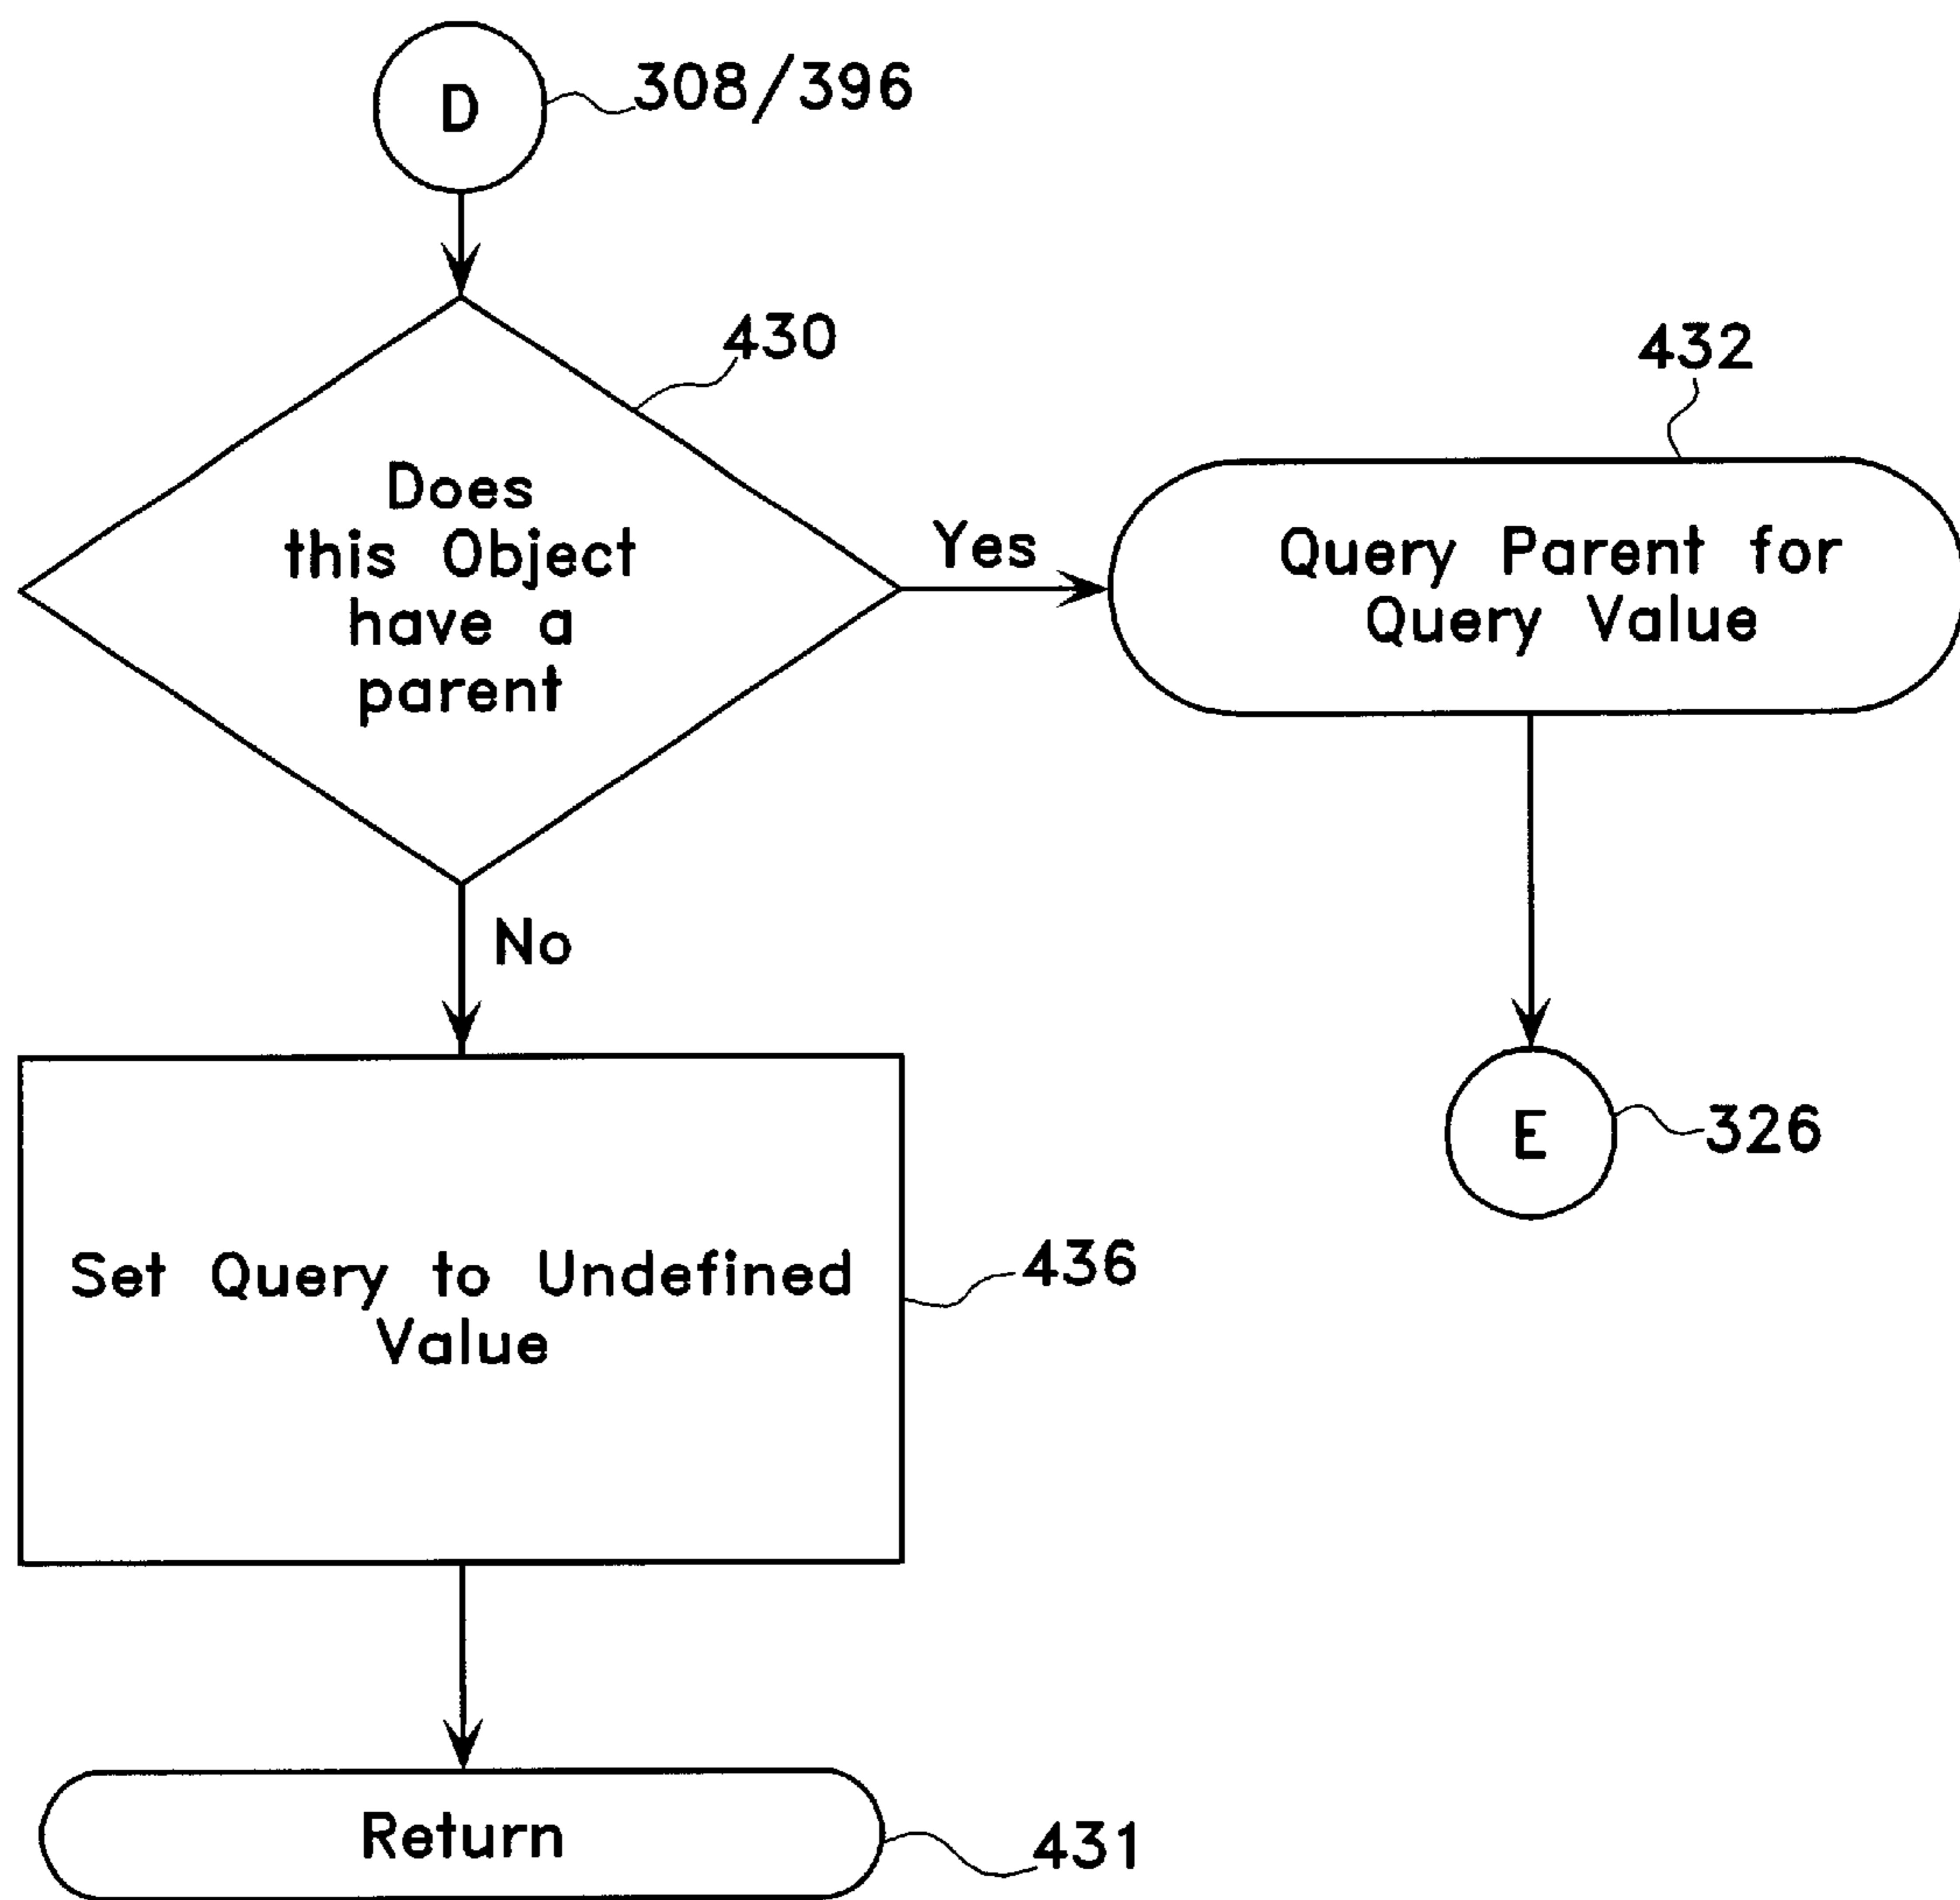 D
308/396
430
Does
this Object
have a
parent
Yes
432
Query Parent for
Query Value
No
E
326
Set Query to Undefined
Value
436
Return
431